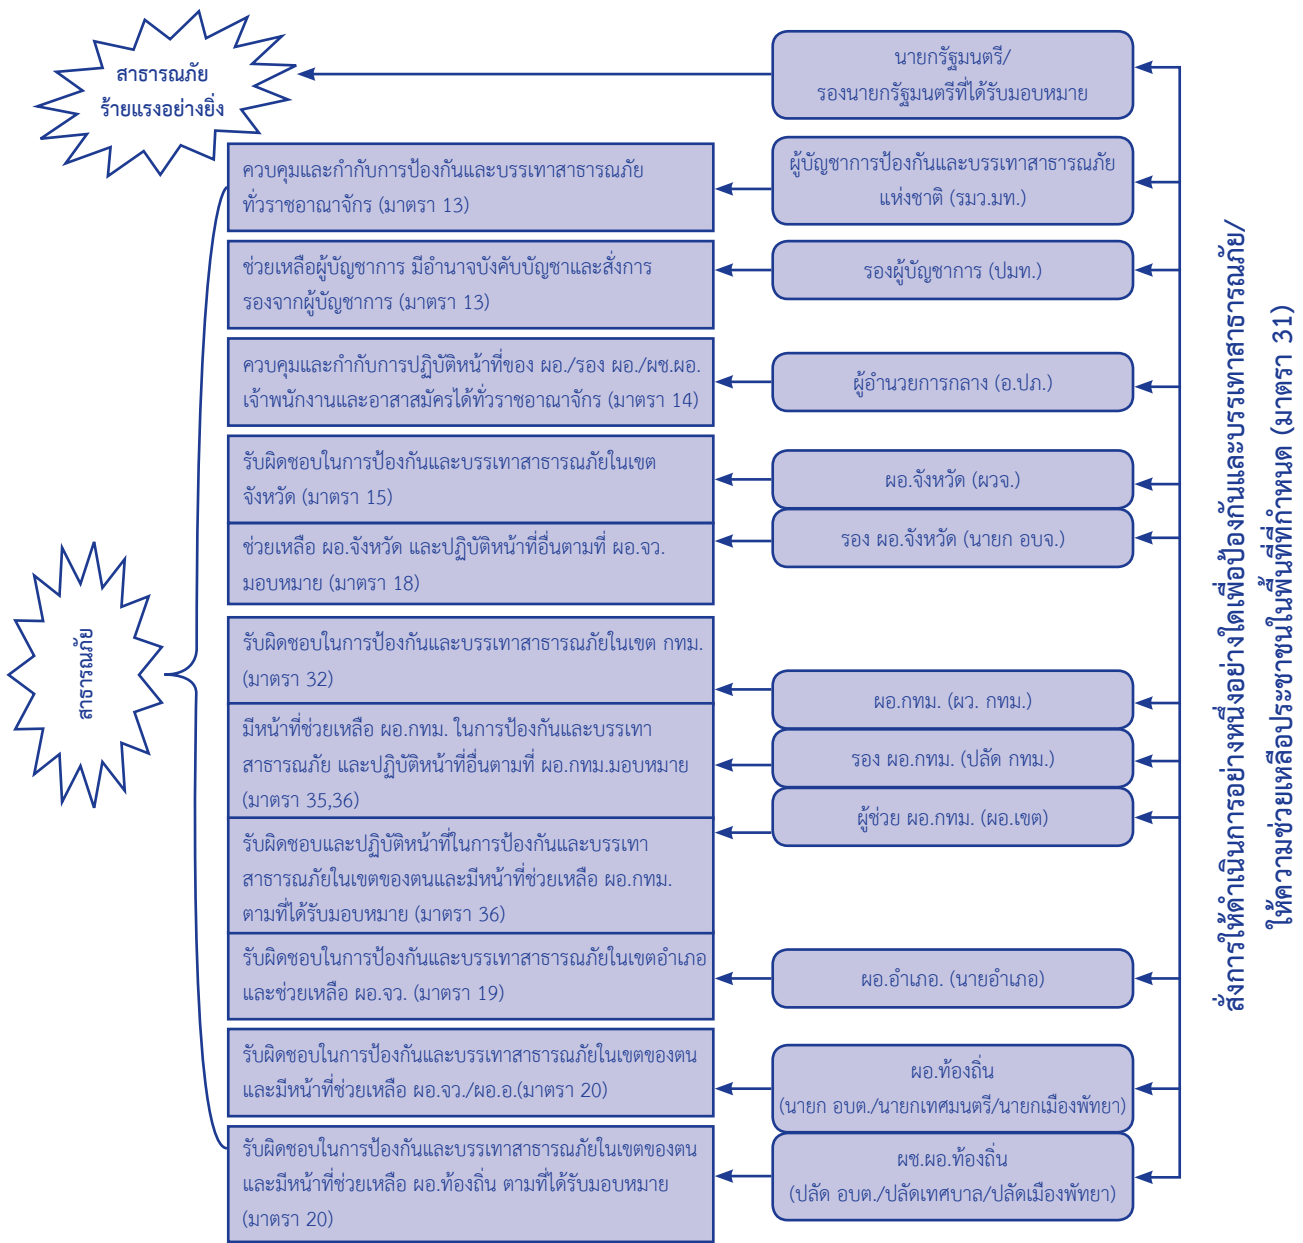 สาธารณภัย
ร้ายแรงอย่างยิ่ง
นายกรัฐมนตรี/
รองนายกรัฐมนตรีที่ได้รับมอบหมาย
ควบคุมและกำกับการป้องกันและบรรเทาสาธารณภัย
ทั่วราชอาณาจักร (มาตรา 13)
ผู้บัญชาการป้องกันและบรรเทาสาธารณภัย
แห่งชาติ (รมว.มท.)
ช่วยเหลือผู้บัญชาการ มีอำนาจบังคับบัญชาและสั่งการ
รองจากผู้บัญชาการ (มาตรา 13)
รองผู้บัญชาการ (ปมท.)
ควบคุมและกำกับการปฏิบัติหน้าที่ของ ผอ./รอง ผอ./ผช.ผอ.
เจ้าพนักงานและอาสาสมัครได้ทั่วราชอาณาจักร (มาตรา 14)
ผู้อำนวยการกลาง (อ.ปภ.)
รับผิดชอบในการป้องกันและบรรเทาสาธารณภัยในเขต
จังหวัด (มาตรา 15)
ผอ.จังหวัด (ผวจ.)
ช่วยเหลือ ผอ.จังหวัด และปฏิบัติหน้าที่อื่นตามที่ ผอ.จว.
มอบหมาย (มาตรา 18)
รอง ผอ.จังหวัด (นายก อบจ.)
สาธารณภัย
รับผิดชอบในการป้องกันและบรรเทาสาธารณภัยในเขต กทม.
(มาตรา 32)
ผอ.กทม. (ผว. กทม.)
มีหน้าที่ช่วยเหลือ ผอ.กทม. ในการป้องกันและบรรเทา
สาธารณภัย และปฏิบัติหน้าที่อื่นตามที่ ผอ.กทม.มอบหมาย
(มาตรา 35,36)
รอง ผอ.กทม. (ปลัด กทม.)
ผู้ช่วย ผอ.กทม. (ผอ.เขต)
รับผิดชอบและปฏิบัติหน้าที่ในการป้องกันและบรรเทา
สาธารณภัยในเขตของตนและมีหน้าที่ช่วยเหลือ ผอ.กทม.
ตามที่ได้รับมอบหมาย (มาตรา 36)
รับผิดชอบในการป้องกันและบรรเทาสาธารณภัยในเขตอำเภอ
และช่วยเหลือ ผอ.จว. (มาตรา 19)
ผอ.อำเภอ. (นายอำเภอ)
รับผิดชอบในการป้องกันและบรรเทาสาธารณภัยในเขตของตน
และมีหน้าที่ช่วยเหลือ ผอ.จว./ผอ.อ.(มาตรา 20)
ผอ.ท้องถิ่น
(นายก อบต./นายกเทศมนตรี/นายกเมืองพัทยา)
รับผิดชอบในการป้องกันและบรรเทาสาธารณภัยในเขตของตน
และมีหน้าที่ช่วยเหลือ ผอ.ท้องถิ่น ตามที่ได้รับมอบหมาย
(มาตรา 20)
ผช.ผอ.ท้องถิ่น
(ปลัด อบต./ปลัดเทศบาล/ปลัดเมืองพัทยา)
สั่งการให้ดำเนินการอย่างหนึ่งอย่างใดเพื่อป้องกันและบรรเทาสาธารณภัย/
ให้ความช่วยเหลือประชาชนในพื้นที่ที่กำหนด (มาตรา 31)